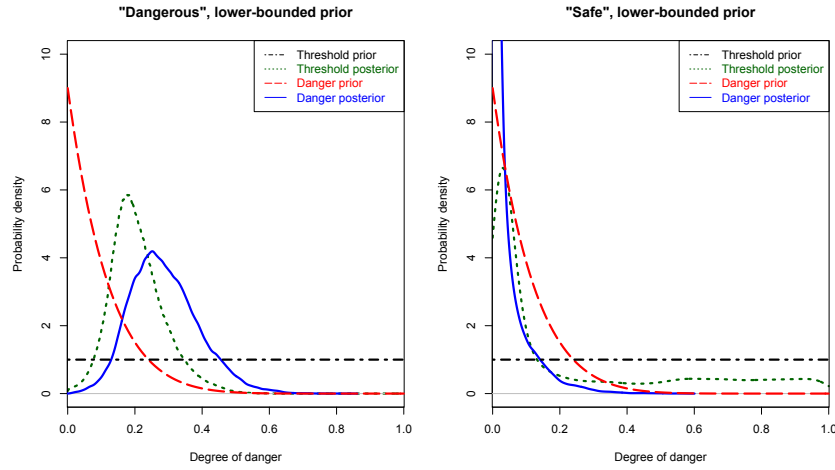 "Dangerous", lower-bounded prior
Threshold prior
Threshold posterior
Danger prior
Danger posterior
Probability density
10
8
6
4
2
0
0.0 0.2 0.4 0.6 0.8 1.0
Degree of danger
"Safe", lower-bounded prior
Threshold prior
Threshold posterior
Danger prior
Danger posterior
Probability density
10
8
6
4
2
0
0.0 0.2 0.4 0.6 0.8 1.0
Degree of danger